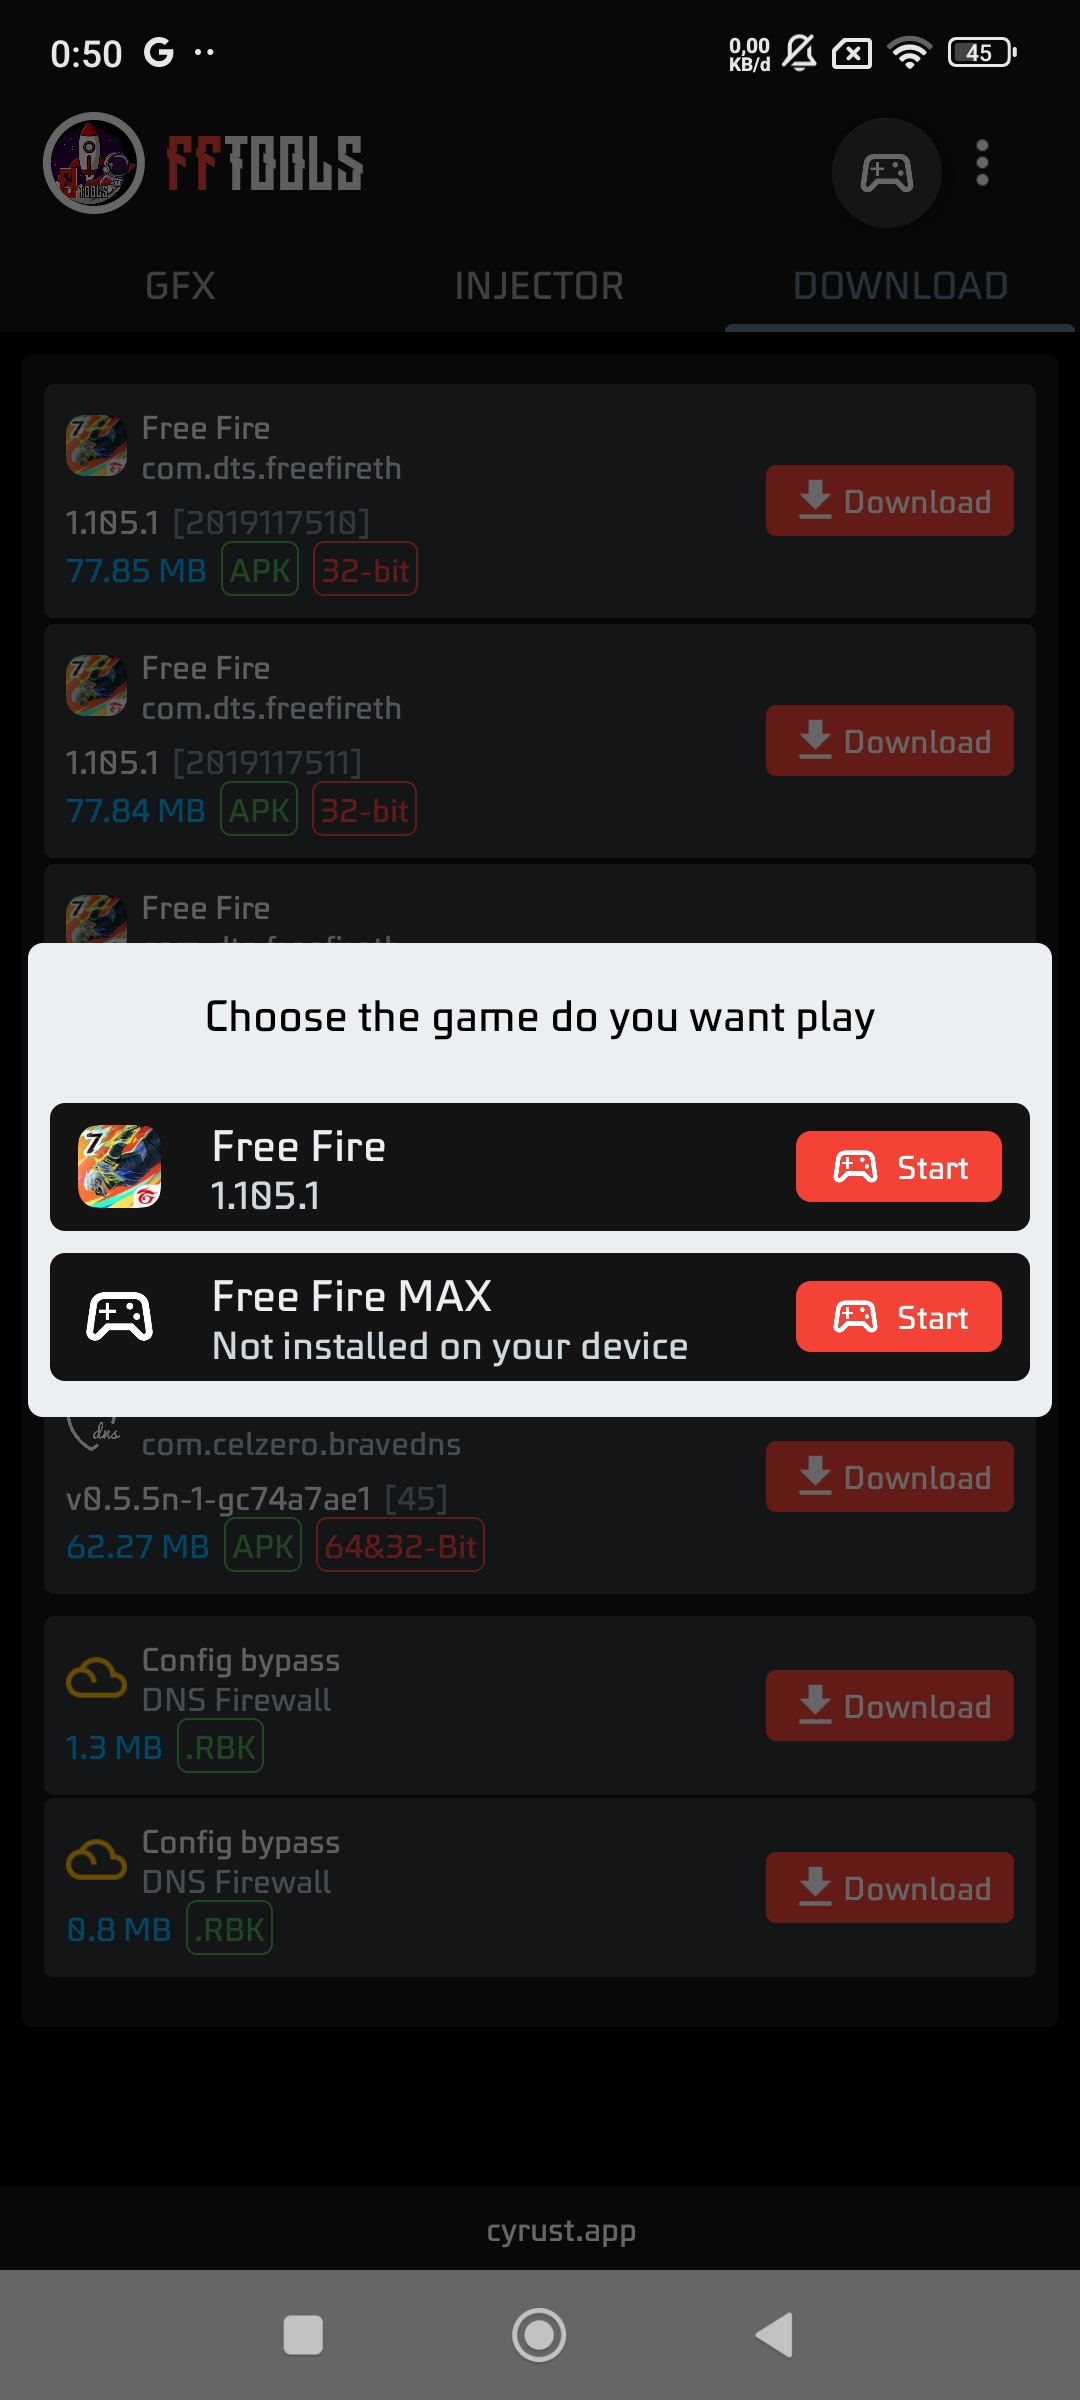 0:50
0,00
KB/d
45
FFTOOLS
GFX INJECTOR DOWNLOAD
Free Fire
com.dts.freefireth
Download
1.105.1 [2019117510]
77.85 MB APK 32-bit
Free Fire
com.dts.freefireth
Download
1.105.1 [2019117511]
77.84 MB APK 32-bit
Free Fire
com.dts.freefireth
Choose the game do you want play
Free Fire
1.105.1
Start
Free Fire MAX
Not installed on your device
Start
dns
com.celzero.bravedns
Download
v0.5.5n-1-gc74a7ae1 [45]
62.27 MB APK 64&32-Bit
Config bypass
DNS Firewall
Download
1.3 MB .RBK
Config bypass
DNS Firewall
Download
0.8 MB .RBK
cyrust.app